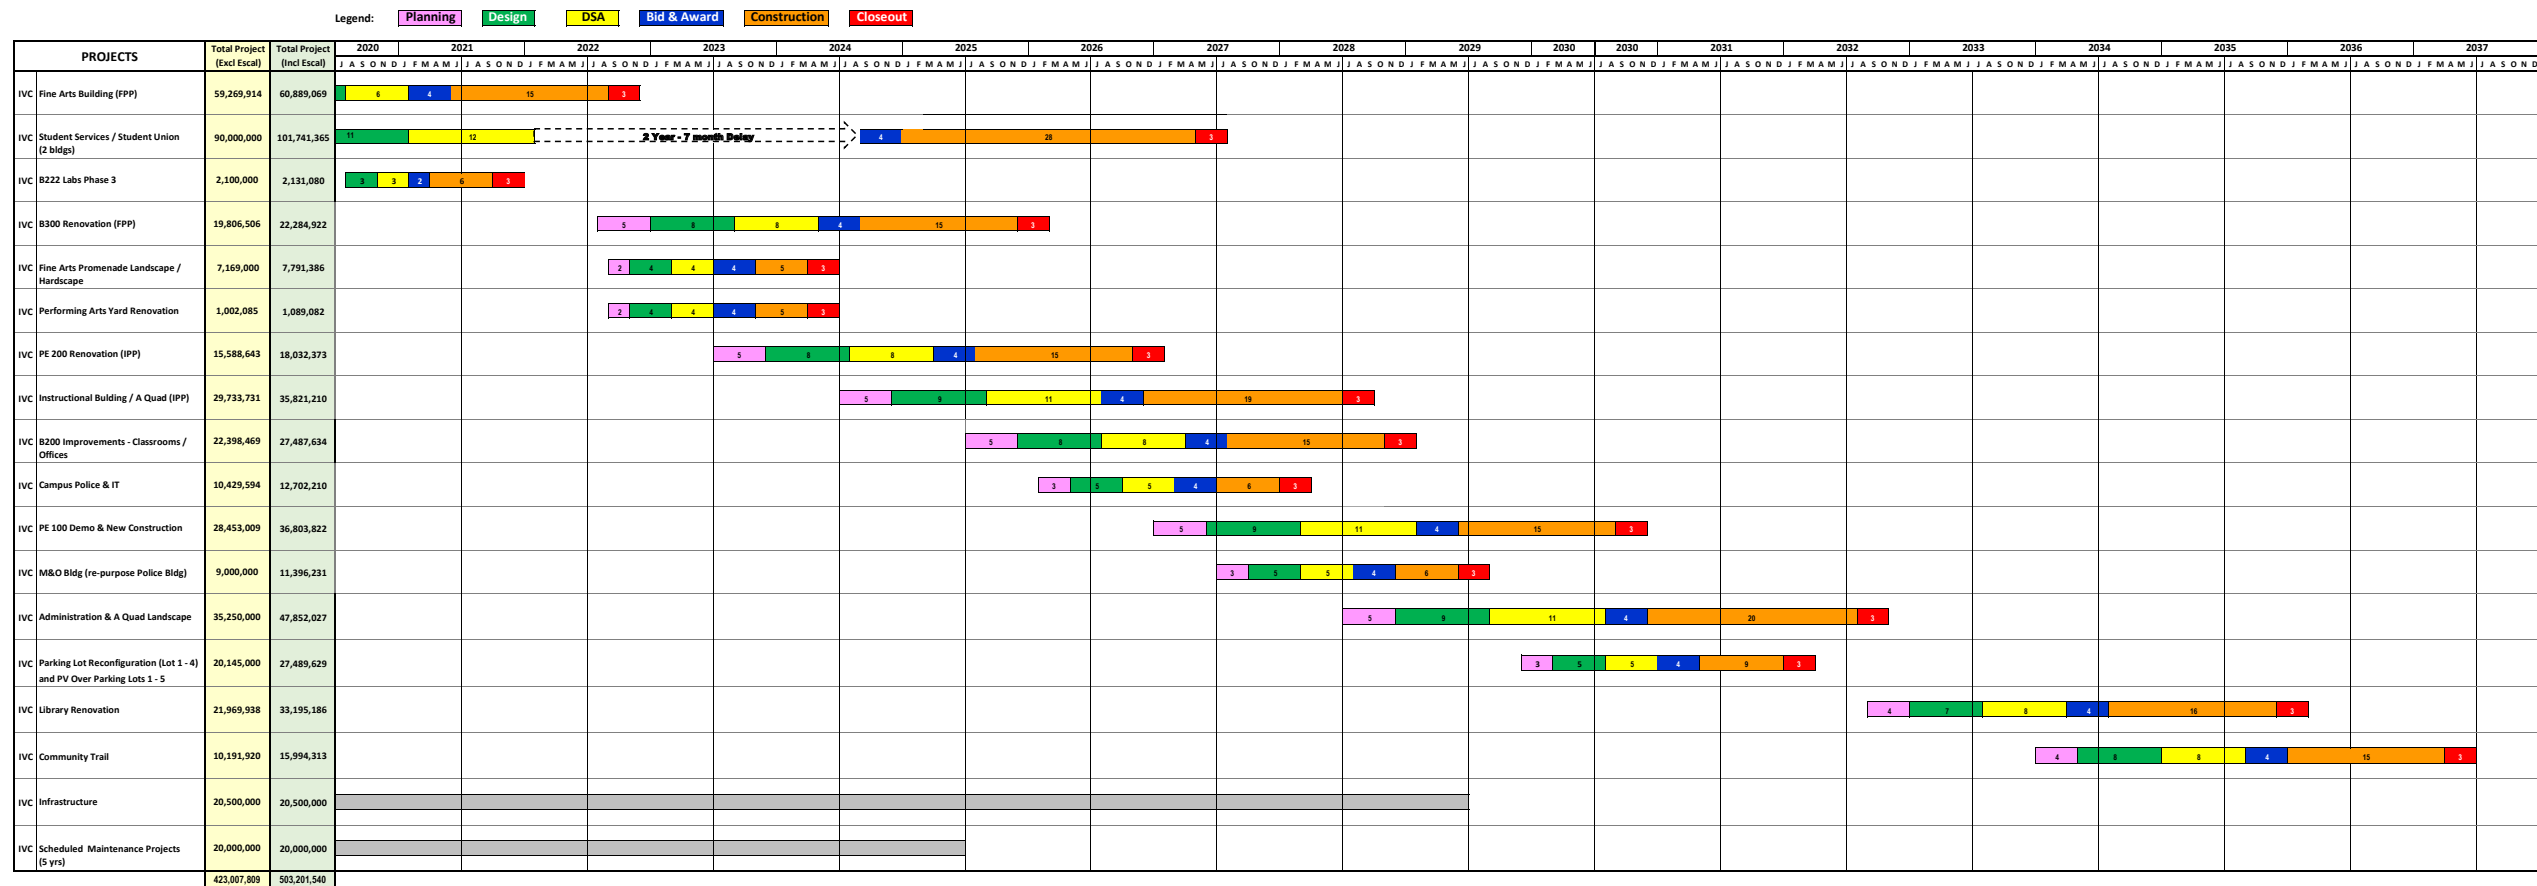 Legend: Planning Design DSA Bid & Award Construction Closeout
PROJECTS Total Project Total Project 2020 2021 2022 2023 2024 2025 2026 2027 2028 2029 2030 2030 2031 2032 2033 2034 2035 2036 2037
(Excl Escal) (Incl Escal) J A S O N D J F M A M J J A S O N D J F M A M J J A S O N D J F M A M J J A S O N D J F M A M J J A S O N D J F M A M J J A S O N D J F M A M J J A S O N D J F M A M J J A S O N D J F M A M J J A S O N D J F M A M J J A S O N D J F M A M J J A S O N D J F M A M J J A S O N D J F M A M J J A S O N D J F M A M J J A S O N D J F M A M J J A S O N D J F M A M J J A S O N D J F M A M J J A S O N D J F M A M J J A S O N D
IVC Fine Arts Building (FPP) 59,269,914 60,889,069 6 4 15 3
IVC Student Services / Student Union 90,000,000 101,741,365 11 12 2 Year - 7 month Delay 4 28 3
(2 bldgs)
IVC B222 Labs Phase 3 2,100,000 2,131,080 3 3 2 6 3
IVC B300 Renovation (FPP) 19,806,506 22,284,922 5 8 8 4 15 3
IVC Fine Arts Promenade Landscape / 7,169,000 7,791,386 2 4 4 4 5 3
Hardscape
IVC Performing Arts Yard Renovation 1,002,085 1,089,082 2 4 4 4 5 3
IVC PE 200 Renovation (IPP) 15,588,643 18,032,373 5 8 8 4 15 3
IVC Instructional Bulding / A Quad (IPP) 29,733,731 35,821,210 5 9 11 4 19 3
IVC B200 Improvements - Classrooms / 22,398,469 27,487,634 5 8 8 4 15 3
Offices
IVC Campus Police & IT 10,429,594 12,702,210 3 5 5 4 6 3
IVC PE 100 Demo & New Construction 28,453,009 36,803,822 5 9 11 4 15 3
IVC M&O Bldg (re-purpose Police Bldg) 9,000,000 11,396,231 3 5 5 4 6 3
IVC Administration & A Quad Landscape 35,250,000 47,852,027 5 9 11 4 20 3
IVC Parking Lot Reconfiguration (Lot 1 - 4) 20,145,000 27,489,629 3 5 5 4 9 3
and PV Over Parking Lots 1 - 5
IVC Library Renovation 21,969,938 33,195,186 4 7 8 4 16 3
IVC Community Trail 10,191,920 15,994,313 4 8 8 4 15 3
IVC Infrastructure 20,500,000 20,500,000
IVC Scheduled Maintenance Projects 20,000,000 20,000,000
(5 yrs)
423,007,809 503,201,540